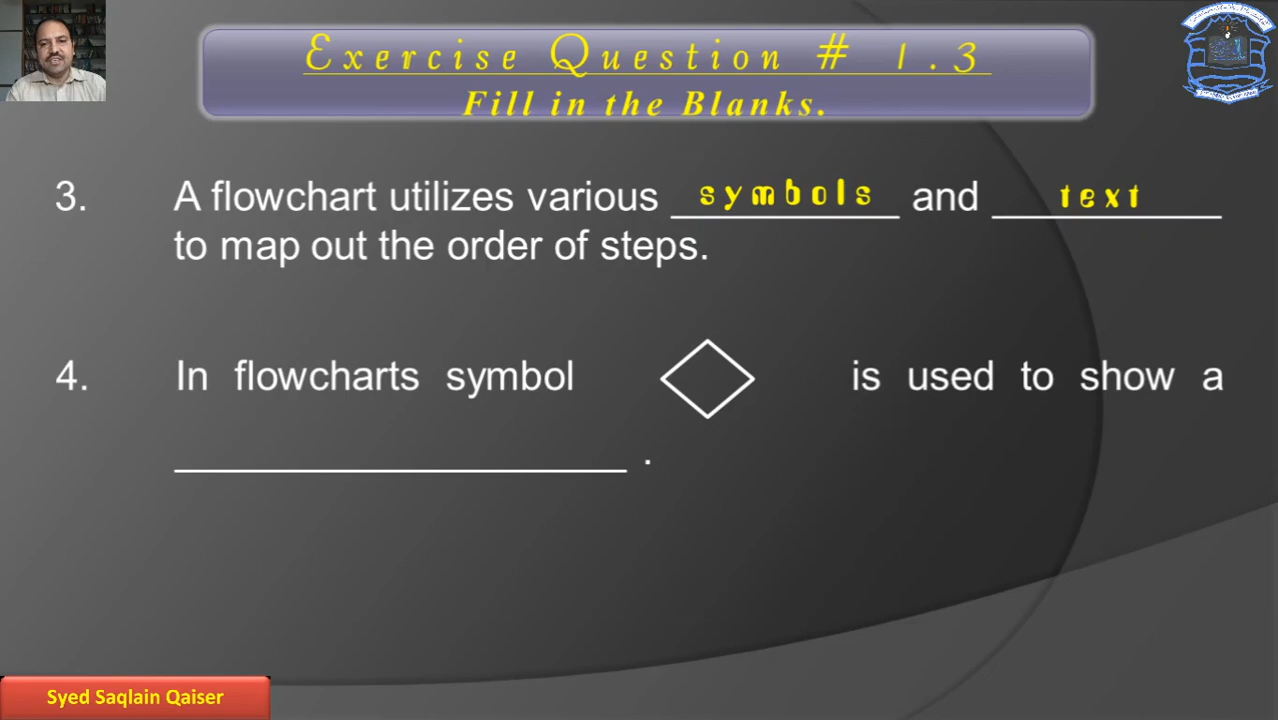 Exercise Question # 1.3
Fill in the Blanks.
3. A flowchart utilizes various symbols and text
to map out the order of steps.
4. In flowcharts symbol is used to show a
.
Syed Saqlain Qaiser